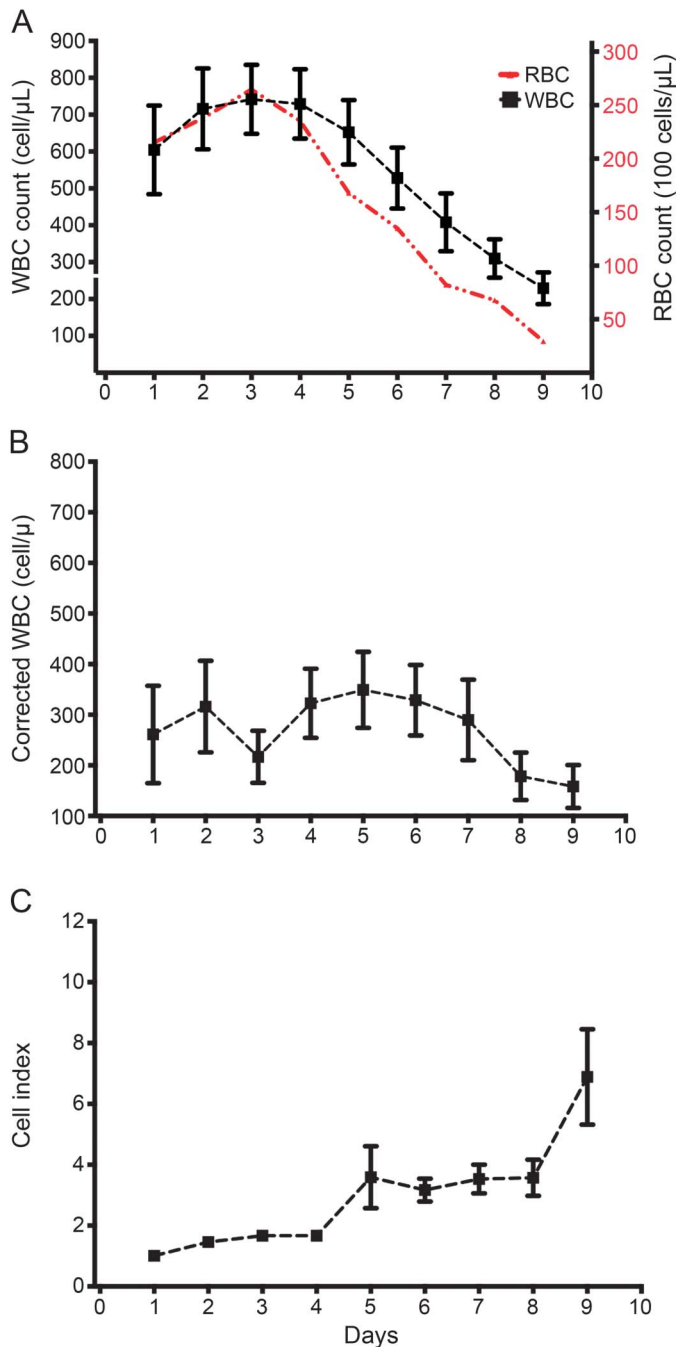 A
WBC count (cell/μL)
900
800
700
600
500
400
300
200
100
RBC
WBC
300
250
200
150
100
50
RBC count (100 cells/μL)
0 1 2 3 4 5 6 7 8 9 10
B
Corrected WBC (cell/μ)
800
700
600
500
400
300
200
100
0 1 2 3 4 5 6 7 8 9 10
C
Cell index
12
10
8
6
4
2
0
0 1 2 3 4 5 6 7 8 9 10
Days